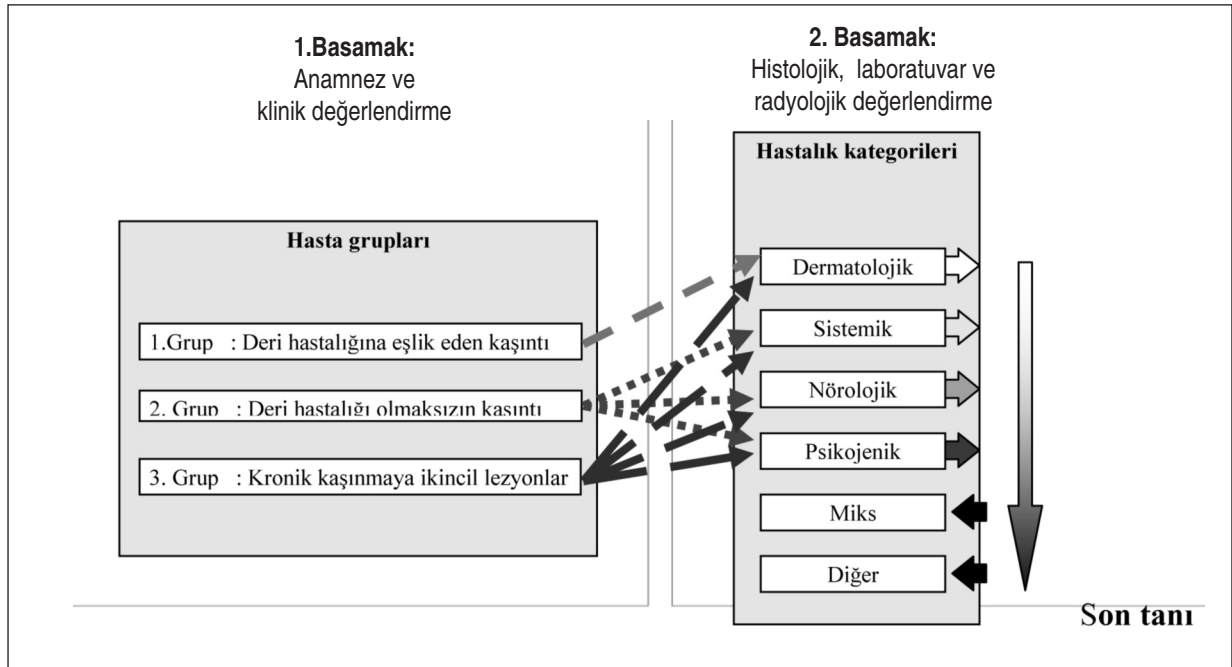 1.Basamak:
Anamnez ve
klinik değerlendirme
2. Basamak:
Histolojik, laboratuvar ve
radyolojik değerlendirme
Hasta grupları
1.Grup : Deri hastalığına eşlik eden kaşıntı
2. Grup : Deri hastalığı olmaksızın kaşıntı
3. Grup : Kronik kaşınmaya ikincil lezyonlar
Hastalık kategorileri
Dermatolojik
Sistemik
Nörolojik
Psikojenik
Miks
Diğer
Son tanı